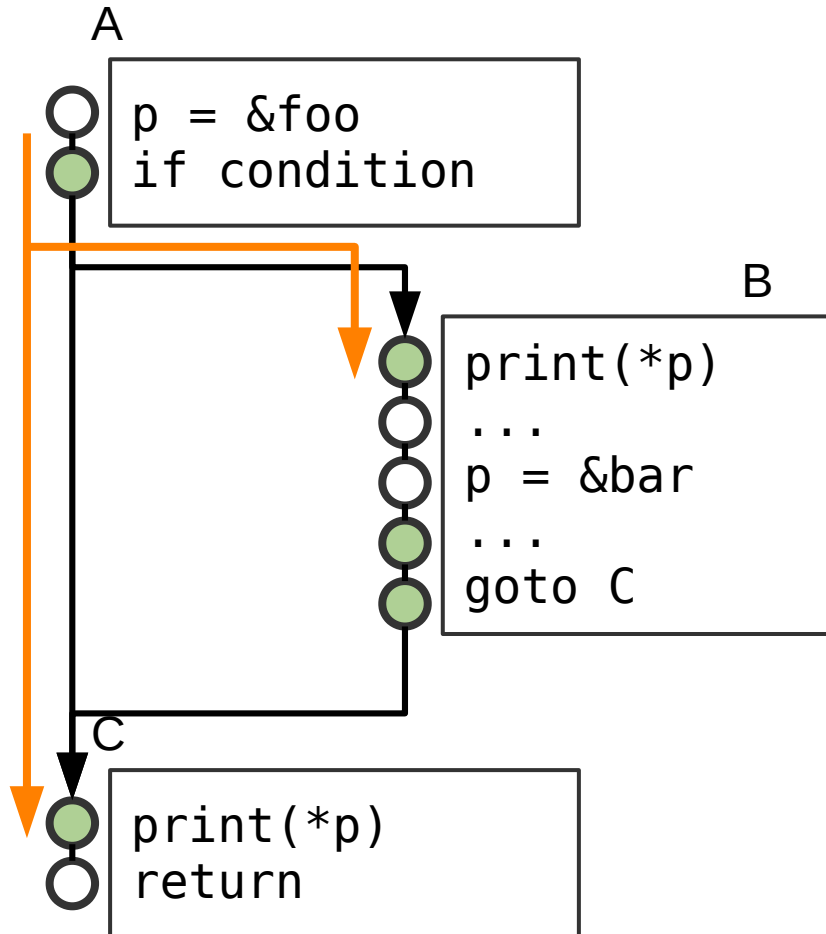 A
p = &foo
if condition
B
print(*p)
...
p = &bar
...
goto C
C
print(*p)
return